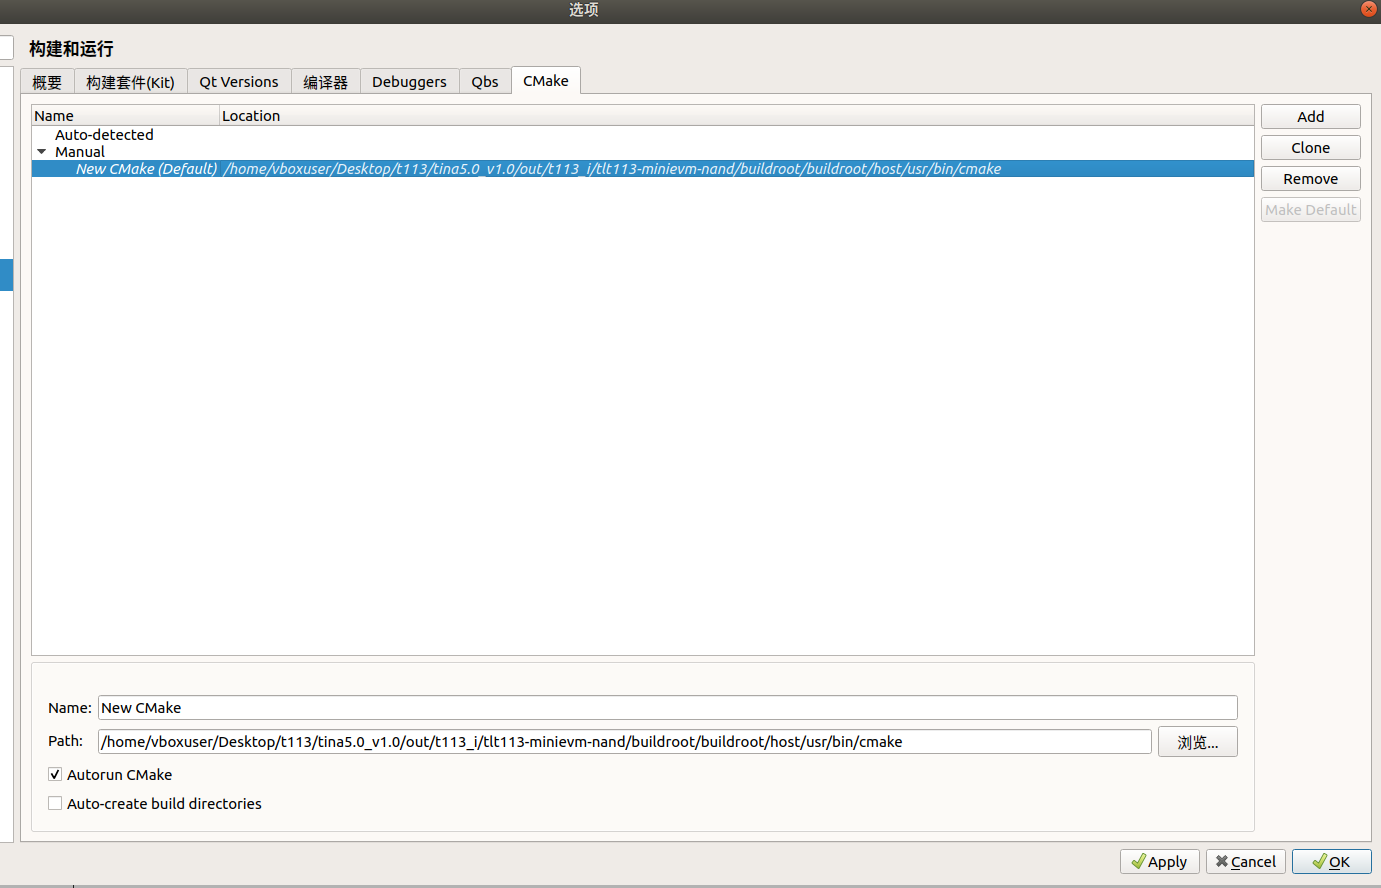 选项
构建和运行
概要 构建套件(Kit) Qt Versions 编译器 Debuggers Qbs CMake
Name Location
Auto-detected
Manual
New CMake (Default) /home/vboxuser/Desktop/t113/tina5.0_v1.0/out/t113_i/tlt113-minievm-nand/buildroot/buildroot/host/usr/bin/cmake
Add
Clone
Remove
Make Default
Name: New CMake
Path: /home/vboxuser/Desktop/t113/tina5.0_v1.0/out/t113_i/tlt113-minievm-nand/buildroot/buildroot/host/usr/bin/cmake 浏览...
Autorun CMake
Auto-create build directories
Apply Cancel OK